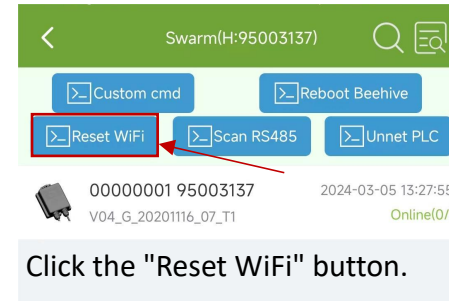 Swarm(H:95003137)
Custom cmd
Reboot Beehive
Reset WiFi
Scan RS485
Unnet PLC
00000001 95003137
2024-03-05 13:27:55
V04_G_20201116_07_T1
Online(0/
Click the "Reset WiFi" button.